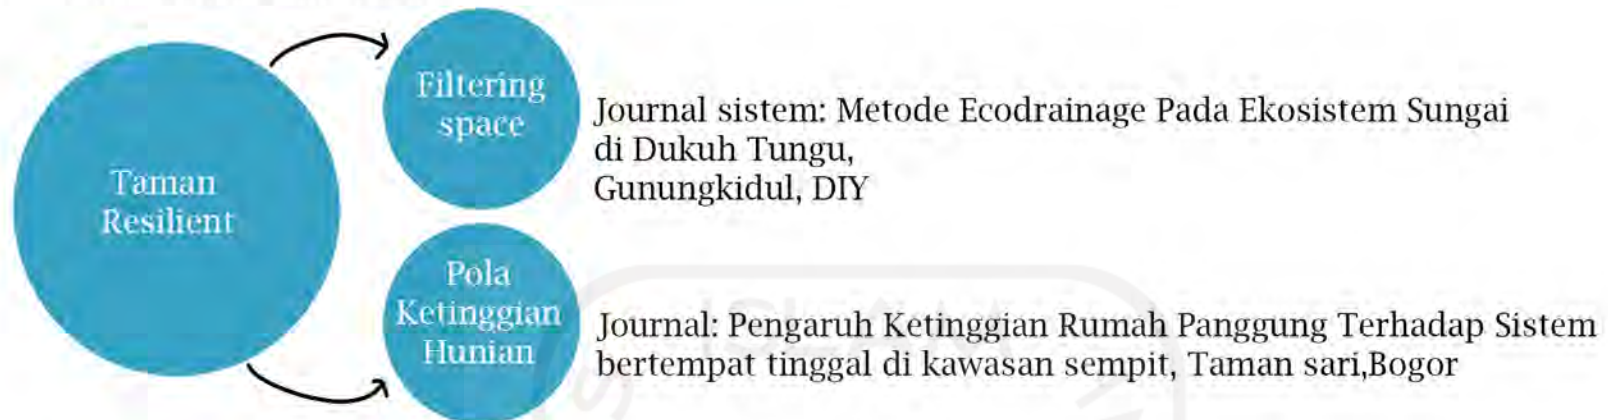 Taman
Resilient
Filtering
space
Journal sistem: Metode Ecodrainage Pada Ekosistem Sungai
di Dukuh Tungu,
Gunungkidul, DIY
Pola
Ketinggian
Hunian
Journal: Pengaruh Ketinggian Rumah Panggung Terhadap Sistem
bertempat tinggal di kawasan sempit, Taman sari,Bogor
ISLAM